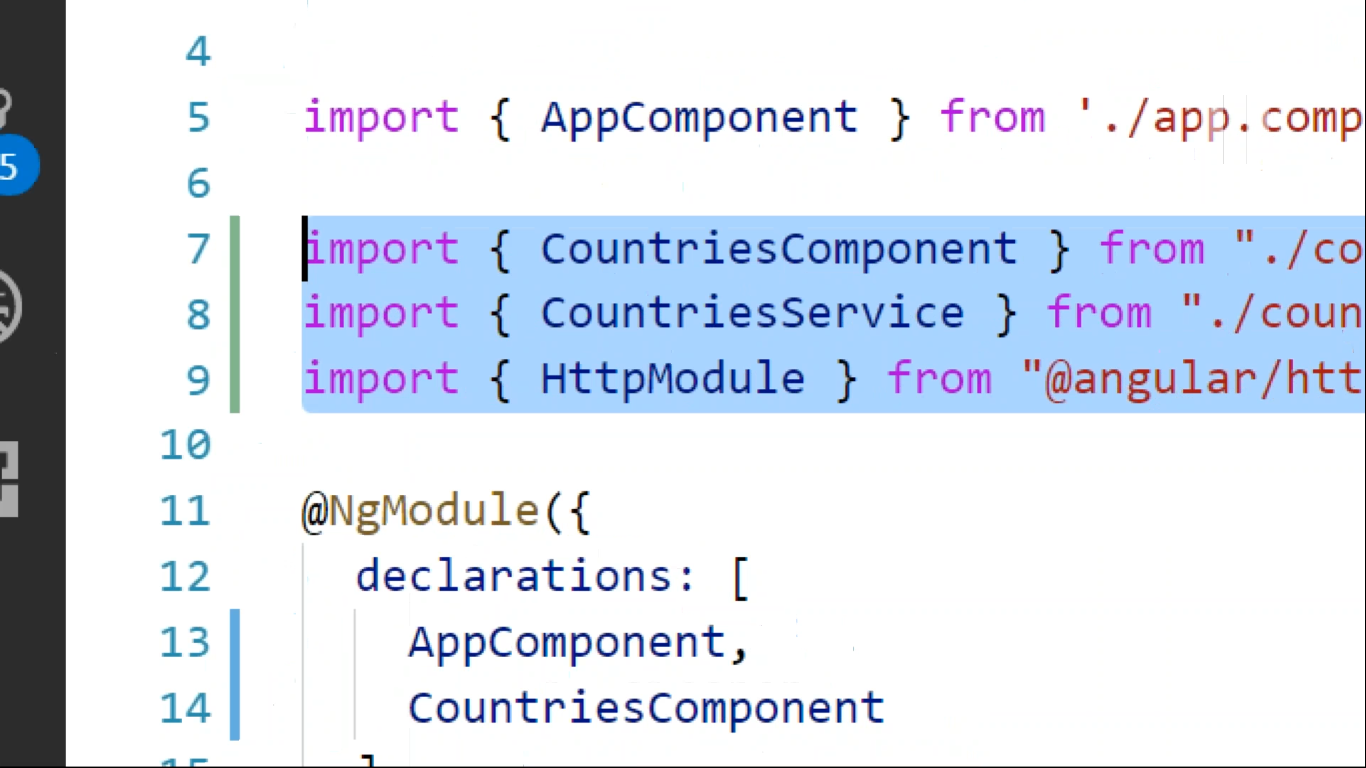 4
5 import { AppComponent } from './app.comp
6
7 import { CountriesComponent } from "./co
8 import { CountriesService } from "./coun
9 import { HttpModule } from "@angular/htt
10
11 @NgModule({
12 declarations: [
13 AppComponent,
14 CountriesComponent
15 ]
5